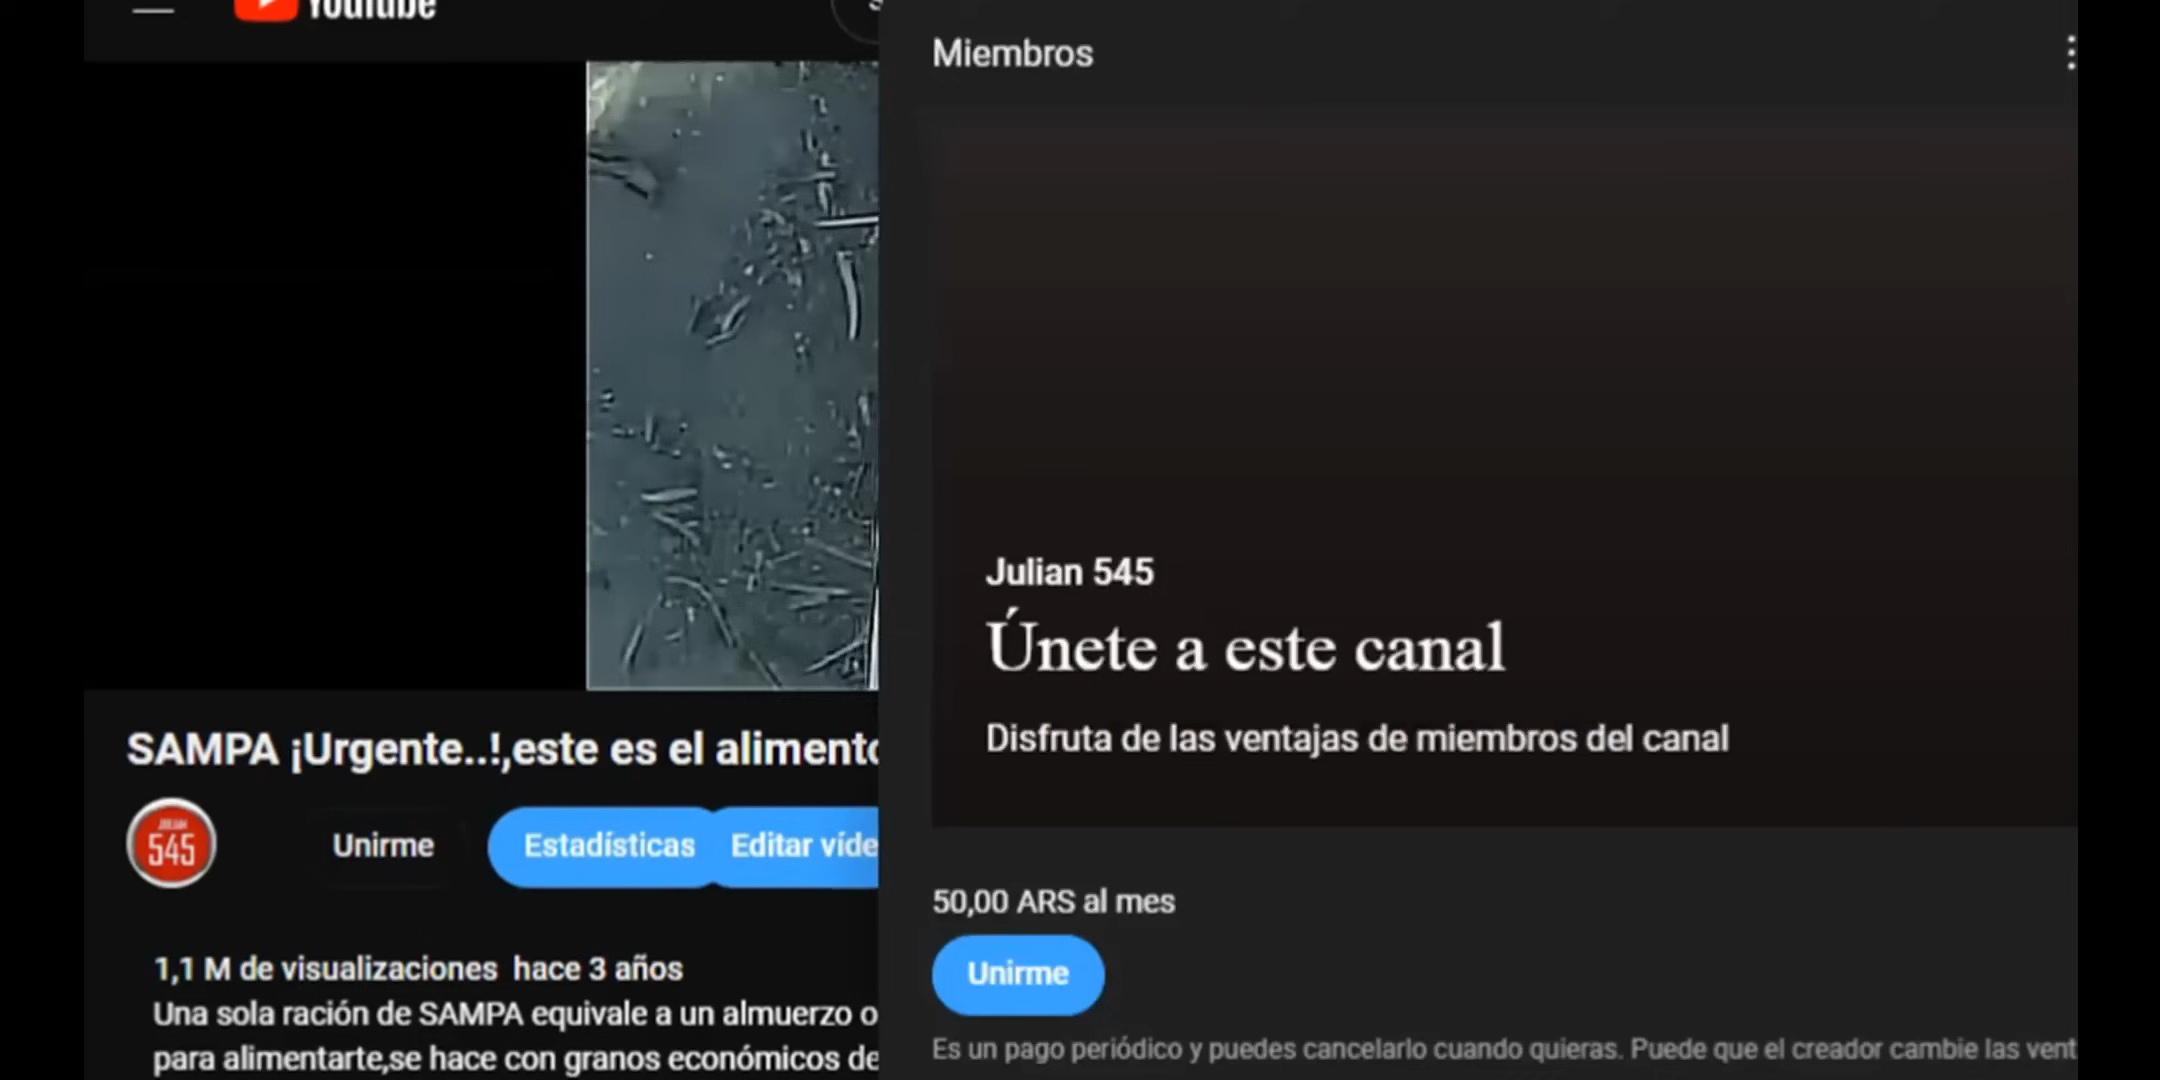 YouTube
SAMPA ¡Urgente..!,este es el alimento
JULIAN
545
Unirme
Estadísticas
Editar víde
1,1 M de visualizaciones hace 3 años
Una sola ración de SAMPA equivale a un almuerzo o
para alimentarte,se hace con granos económicos de
Miembros
Julian 545
Únete a este canal
Disfruta de las ventajas de miembros del canal
50,00 ARS al mes
Unirme
Es un pago periódico y puedes cancelarlo cuando quieras. Puede que el creador cambie las vent